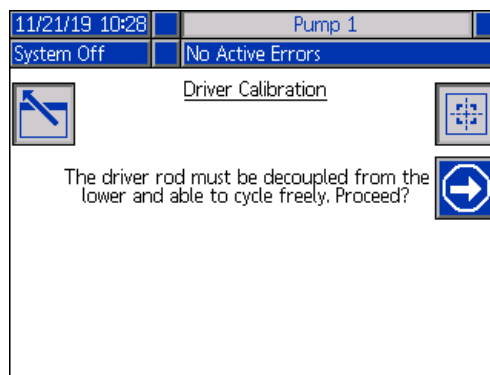 11/21/19 10:28 Pump 1
System Off No Active Errors
Driver Calibration
The driver rod must be decoupled from the
lower and able to cycle freely. Proceed?